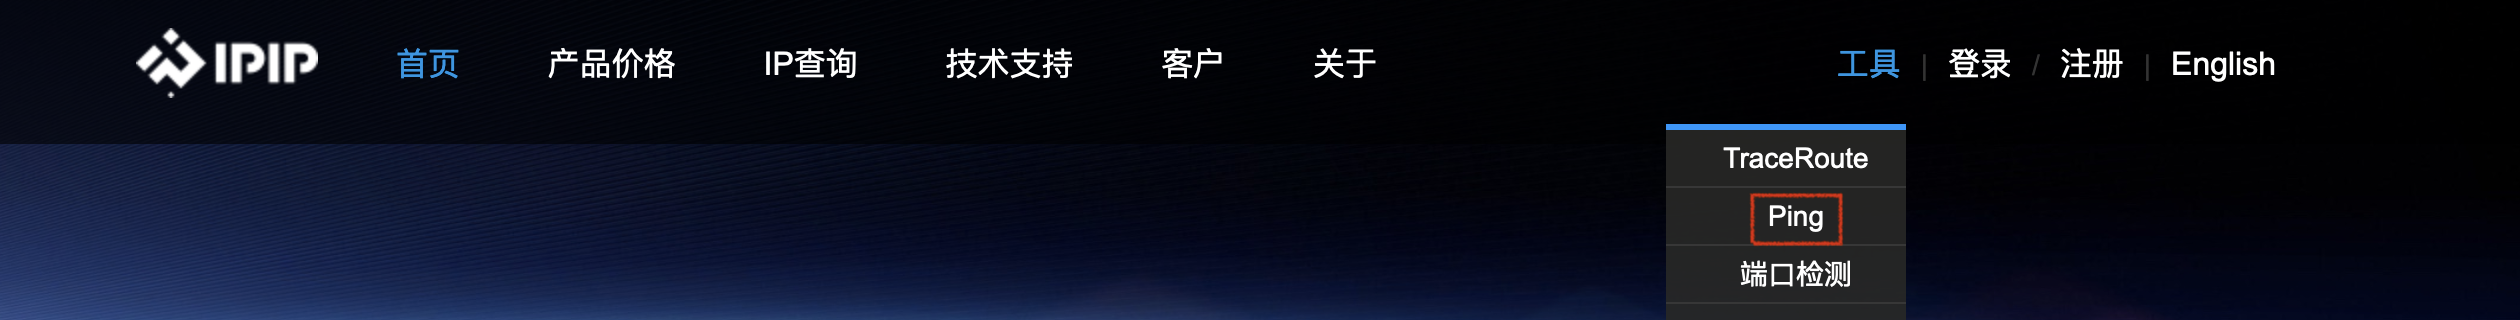 IPIP 首页 产品价格 IP查询 技术支持 客户 关于 工具 | 登录 / 注册 | English
TraceRoute
Ping
端口检测